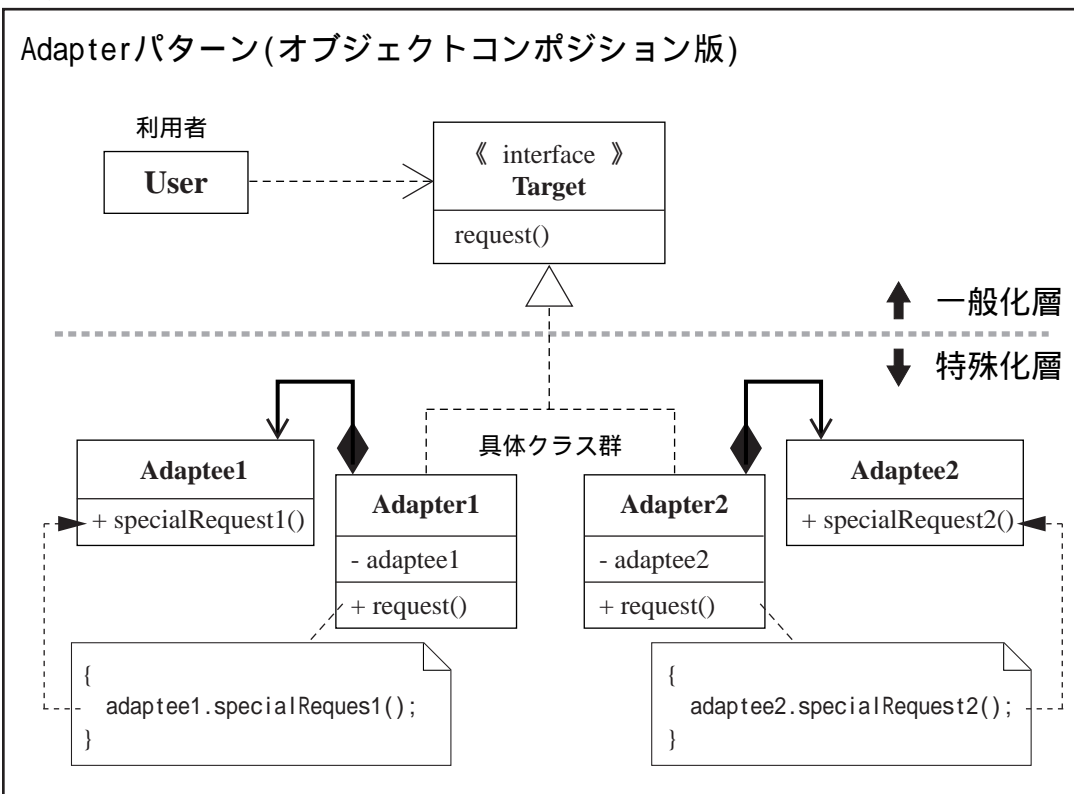 Adapterパターン(オブジェクトコンポジション版)
利用者
User
《 interface 》
Target
request()
一般化層
特殊化層
具体クラス群
Adaptee1
+ specialRequest1()
Adapter1
- adaptee1
+ request()
Adapter2
- adaptee2
+ request()
Adaptee2
+ specialRequest2()
{
adaptee1.specialReques1();
}
{
adaptee2.specialRequest2();
}